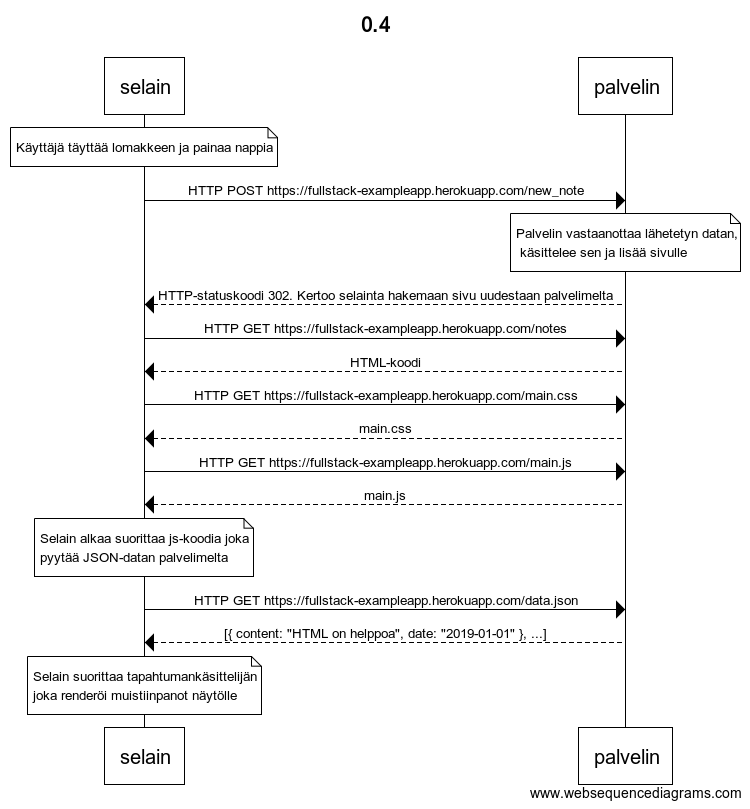 0.4
selain
palvelin
Käyttäjä täyttää lomakkeen ja painaa nappia
HTTP POST https://fullstack-exampleapp.herokuapp.com/new_note
Palvelin vastaanottaa lähetetyn datan,
käsittelee sen ja lisää sivulle
HTTP-statuskoodi 302. Kertoo selainta hakemaan sivu uudestaan palvelimelta
HTTP GET https://fullstack-exampleapp.herokuapp.com/notes
HTML-koodi
HTTP GET https://fullstack-exampleapp.herokuapp.com/main.css
main.css
HTTP GET https://fullstack-exampleapp.herokuapp.com/main.js
main.js
Selain alkaa suorittaa js-koodia joka
pyytää JSON-datan palvelimelta
HTTP GET https://fullstack-exampleapp.herokuapp.com/data.json
[{ content: "HTML on helppoa", date: "2019-01-01" }, ...]
Selain suorittaa tapahtumankäsittelijän
joka renderöi muistiinpanot näytölle
selain
palvelin
www.websequencediagrams.com